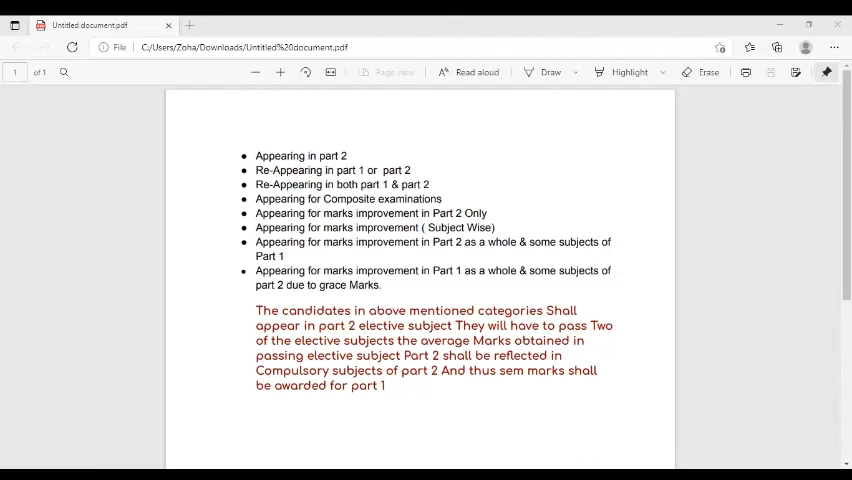 Untitled document.pdf
File
C:/Users/Zoha/Downloads/Untitled%20document.pdf
1 of 1
Page view
Read aloud
Draw
Highlight
Erase
● Appearing in part 2
● Re-Appearing in part 1 or part 2
● Re-Appearing in both part 1 & part 2
● Appearing for Composite examinations
● Appearing for marks improvement in Part 2 Only
● Appearing for marks improvement ( Subject Wise)
● Appearing for marks improvement in Part 2 as a whole & some subjects of
Part 1
● Appearing for marks improvement in Part 1 as a whole & some subjects of
part 2 due to grace Marks.
The candidates in above mentioned categories Shall
appear in part 2 elective subject They will have to pass Two
of the elective subjects the average Marks obtained in
passing elective subject Part 2 shall be reflected in
Compulsory subjects of part 2 And thus sem marks shall
be awarded for part 1